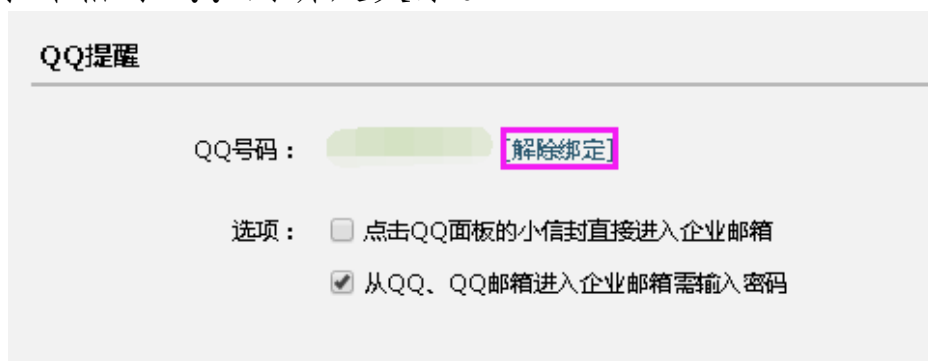 QQ提醒
QQ号码： [解除绑定]
选项： 点击QQ面板的小信封直接进入企业邮箱
从QQ、QQ邮箱进入企业邮箱需输入密码